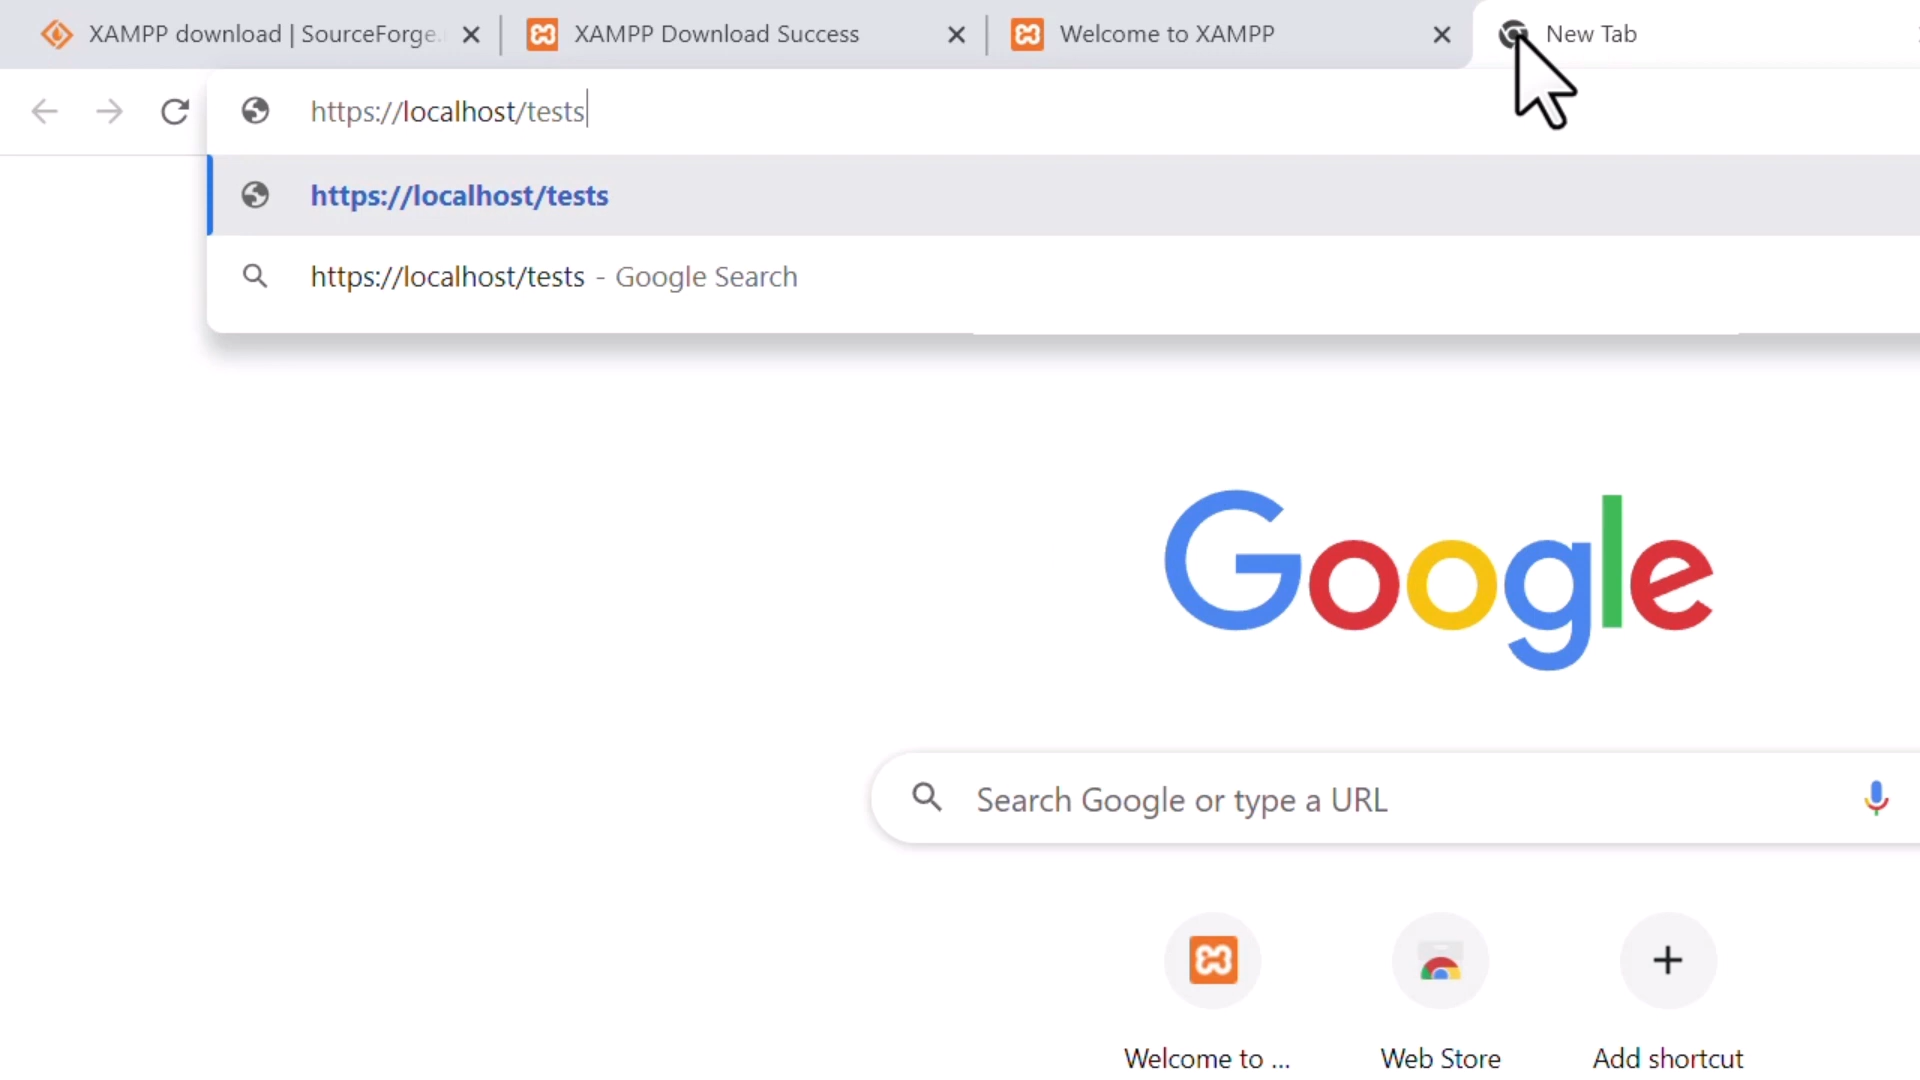 XAMPP download | SourceForge.
XAMPP Download Success
Welcome to XAMPP
New Tab
https://localhost/tests
https://localhost/tests
https://localhost/tests - Google Search
Google
Search Google or type a URL
Welcome to ...
Web Store
Add shortcut